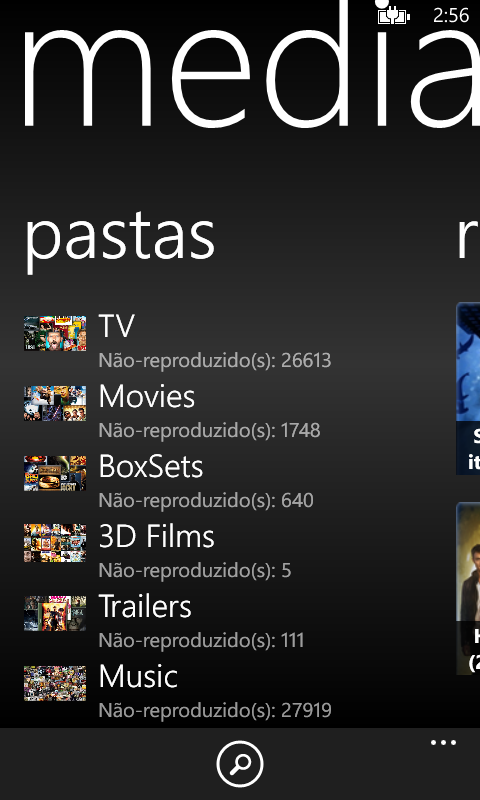 2:56
media
pastas
r
TV
Não-reproduzido(s): 26613
Movies
Não-reproduzido(s): 1748
BoxSets
Não-reproduzido(s): 640
3D Films
Não-reproduzido(s): 5
Trailers
Não-reproduzido(s): 111
Music
Não-reproduzido(s): 27919
S
it
H
(2